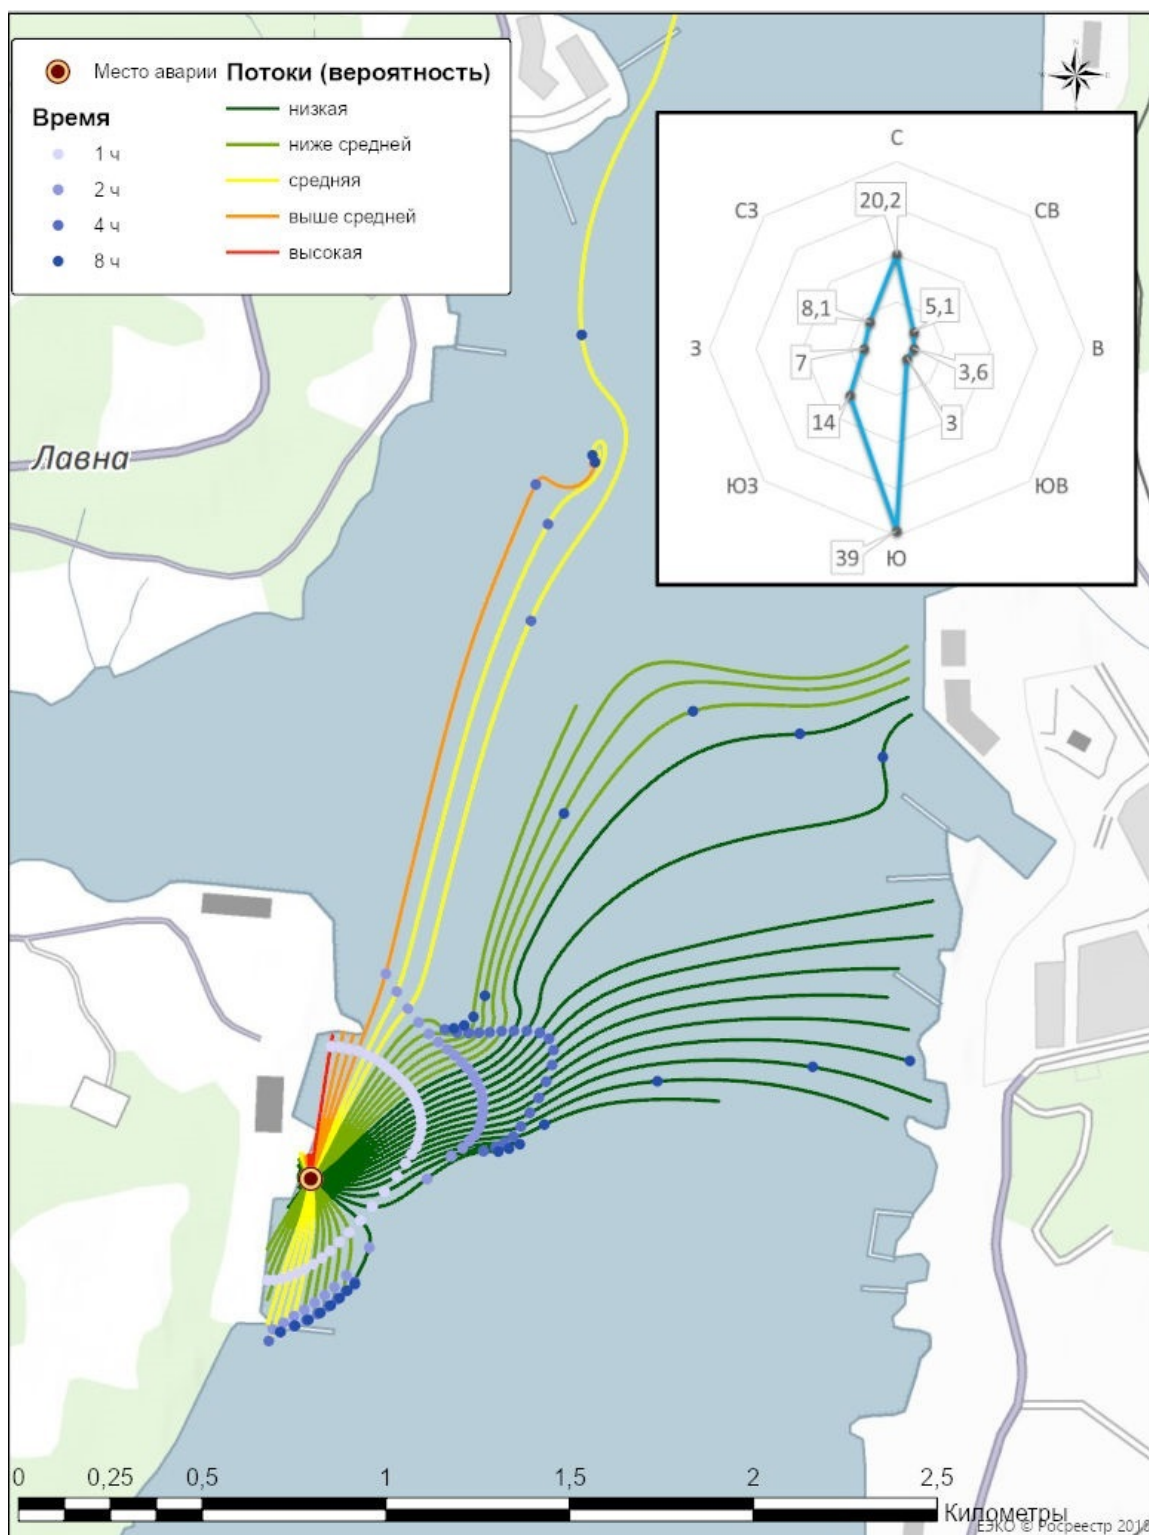 Место аварии
Потоки (вероятность)
Время
1 ч
2 ч
4 ч
8 ч
низкая
ниже средней
средняя
выше средней
высокая
С
СВ
В
ЮВ
Ю
ЮЗ
З
СЗ
20,2
5,1
3,6
3
39
14
7
8,1
Лавна
0 0,25 0,5 1 1,5 2 2,5
Километры
ЕЭКО © Росреестр 2018